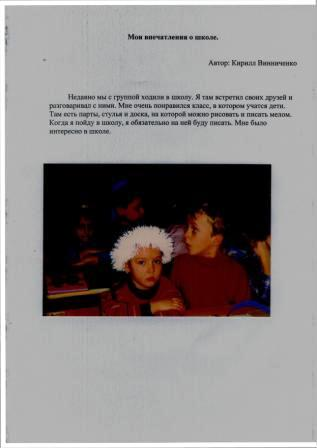 Мои впечатления о школе.
Автор: Кирилл Винниченко
Недавно мы с группой ходили в школу. Я там встретил своих друзей и
разговаривал с ними. Мне очень понравился класс, в котором учатся дети.
Там есть парты, стулья и доска, на которой можно рисовать и писать мелом.
Когда я пойду в школу, я обязательно на ней буду писать. Мне было
интересно в школе.